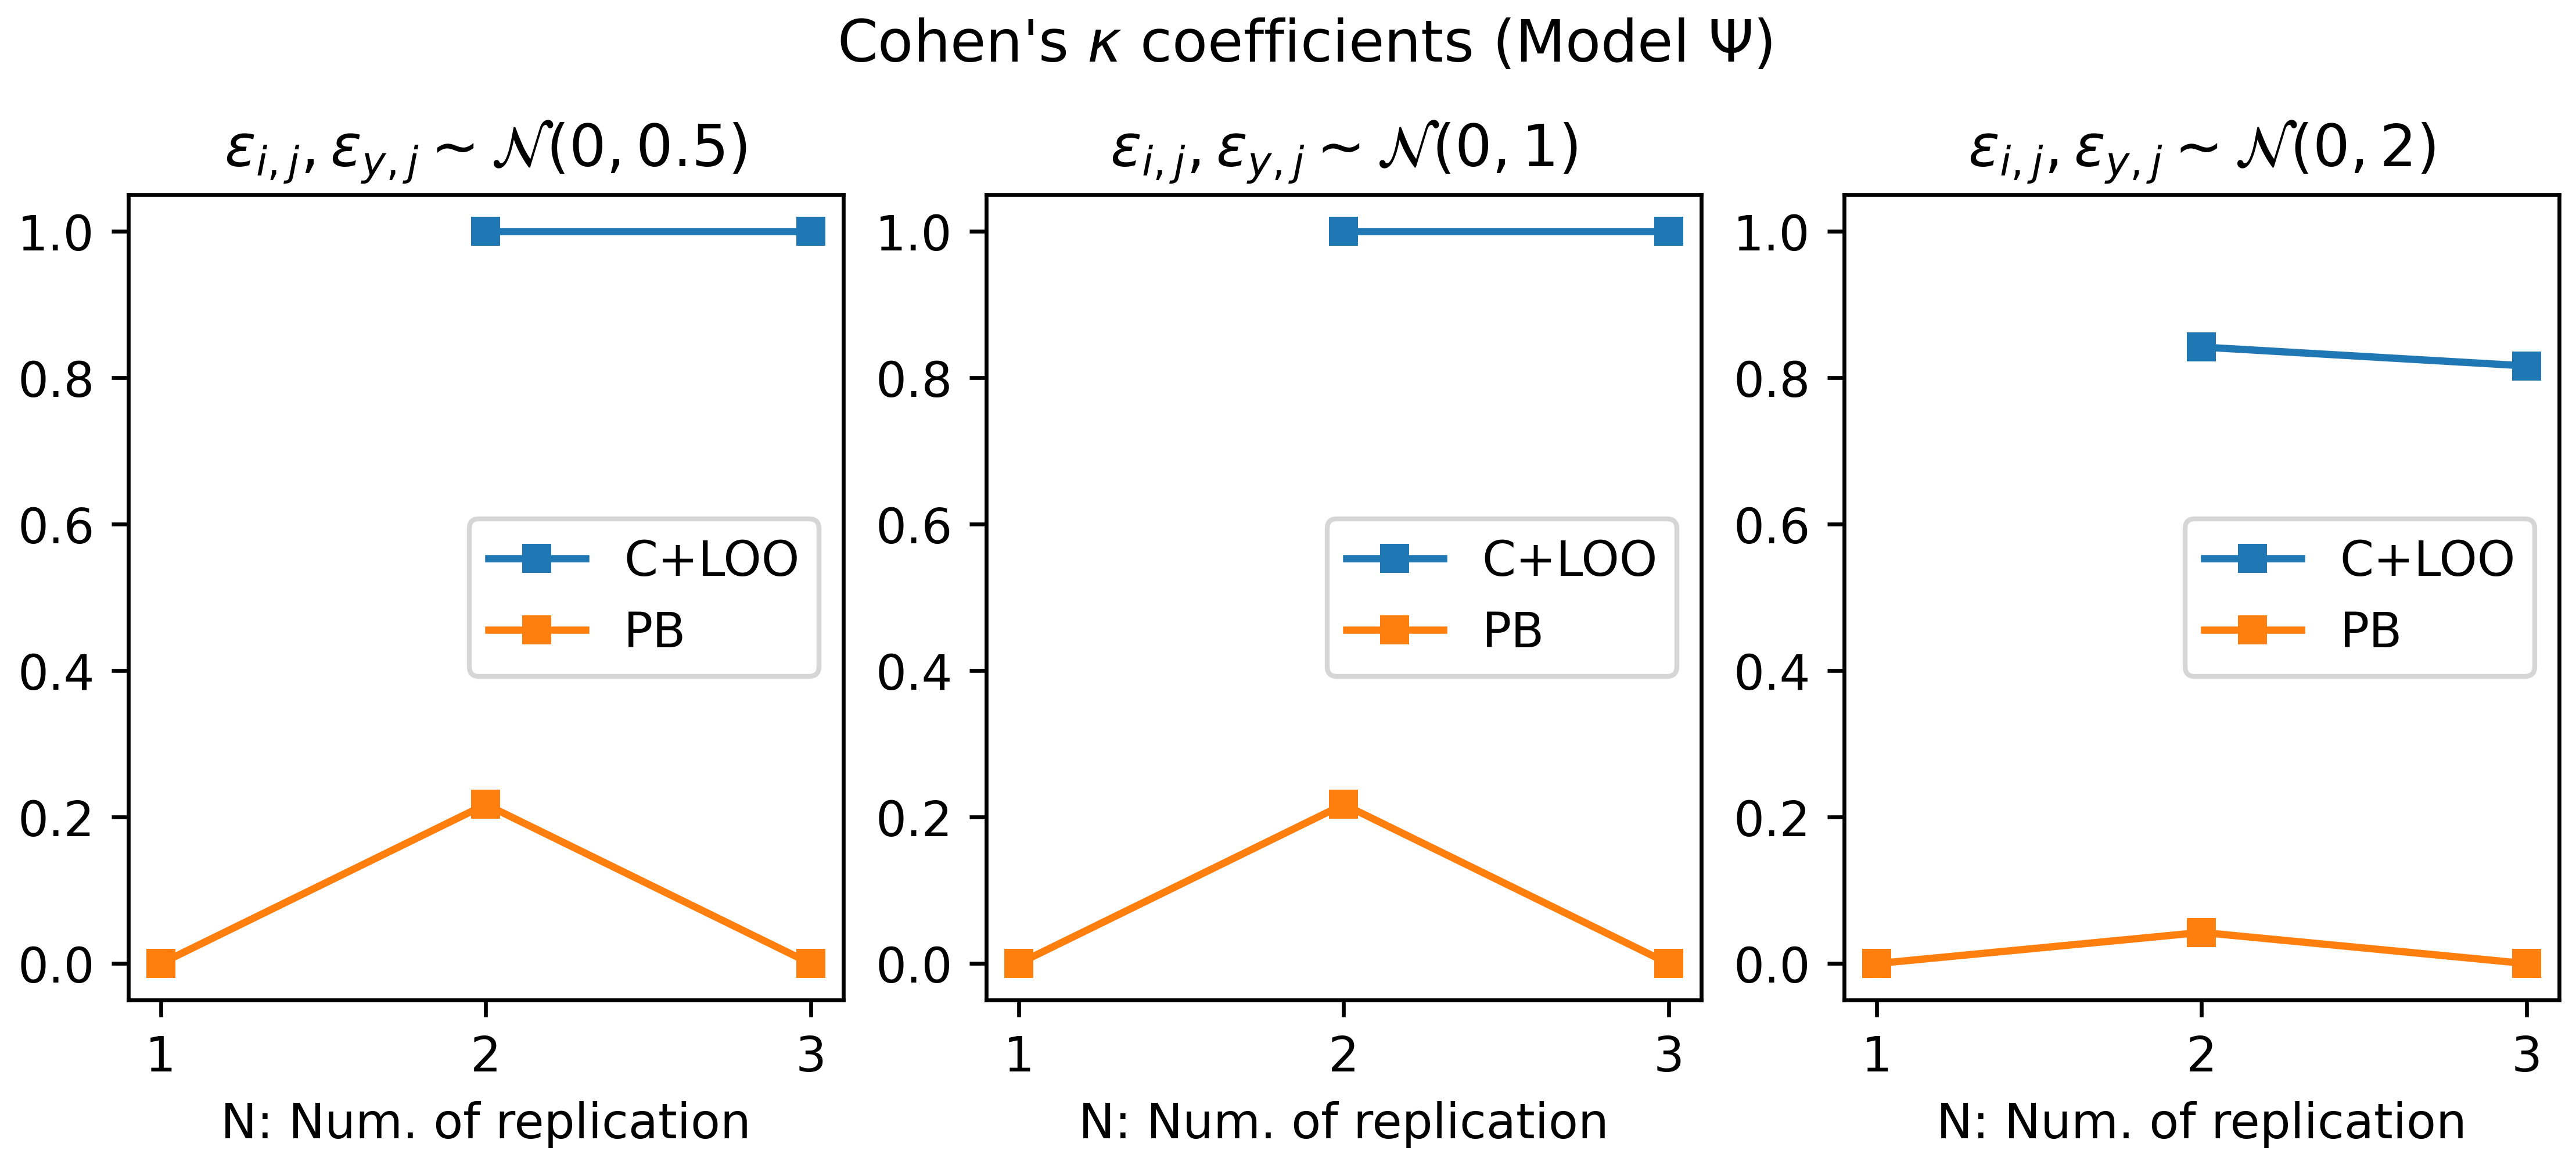 Cohen's κ coefficients (Model Ψ)
ε_{i,j}, ε_{y,j} ~ 𝒩(0, 0.5)
1.0
0.8
0.6
0.4
0.2
0.0
C+LOO
PB
1 2 3
N: Num. of replication
ε_{i,j}, ε_{y,j} ~ 𝒩(0, 1)
1.0
0.8
0.6
0.4
0.2
0.0
C+LOO
PB
1 2 3
N: Num. of replication
ε_{i,j}, ε_{y,j} ~ 𝒩(0, 2)
1.0
0.8
0.6
0.4
0.2
0.0
C+LOO
PB
1 2 3
N: Num. of replication